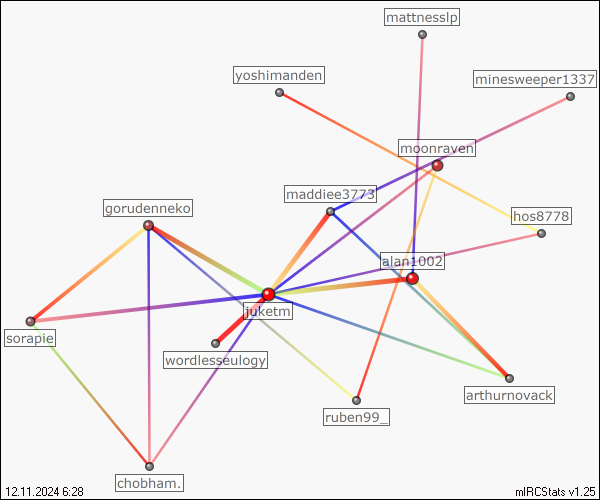 mattnesslp
yoshimanden
minesweeper1337
moonraven
maddiee3773
gorudenneko
hos8778
alan1002
juketm
sorapie
wordlesseulogy
arthurnovack
ruben99_
chobham.
12.11.2024 6:28
mIRCStats v1.25